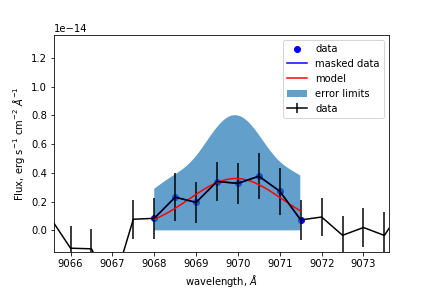 1e−14
data
masked data
model
error limits
data
1.2
1.0
0.8
0.6
0.4
0.2
0.0
Flux, erg s⁻¹ cm⁻² Å⁻¹
9066 9067 9068 9069 9070 9071 9072 9073
wavelength, Å